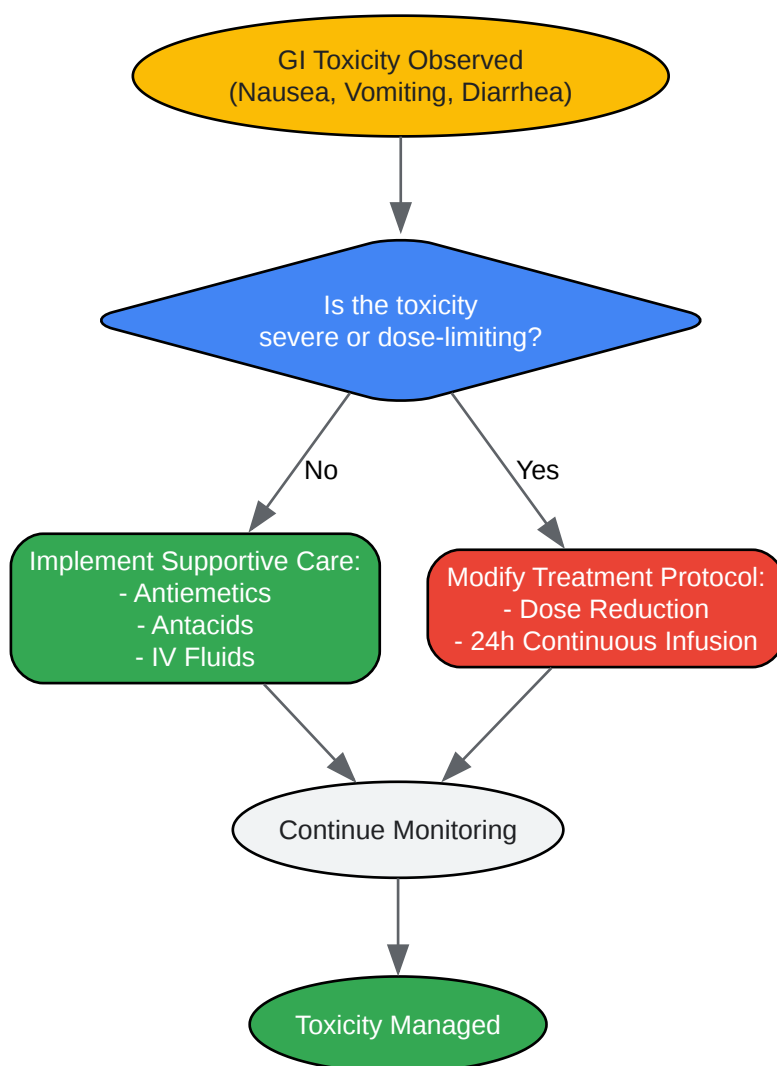 GI Toxicity Observed
(Nausea, Vomiting, Diarrhea)
Is the toxicity
severe or dose-limiting?
No
Yes
Implement Supportive Care:
- Antiemetics
- Antacids
- IV Fluids
Modify Treatment Protocol:
- Dose Reduction
- 24h Continuous Infusion
Continue Monitoring
Toxicity Managed